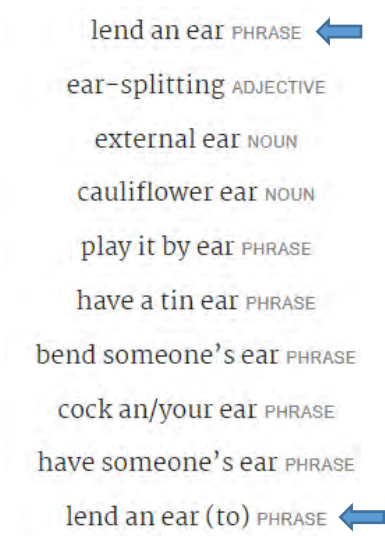 lend an ear PHRASE
ear-splitting ADJECTIVE
external ear NOUN
cauliflower ear NOUN
play it by ear PHRASE
have a tin ear PHRASE
bend someone’s ear PHRASE
cock an/your ear PHRASE
have someone’s ear PHRASE
lend an ear (to) PHRASE